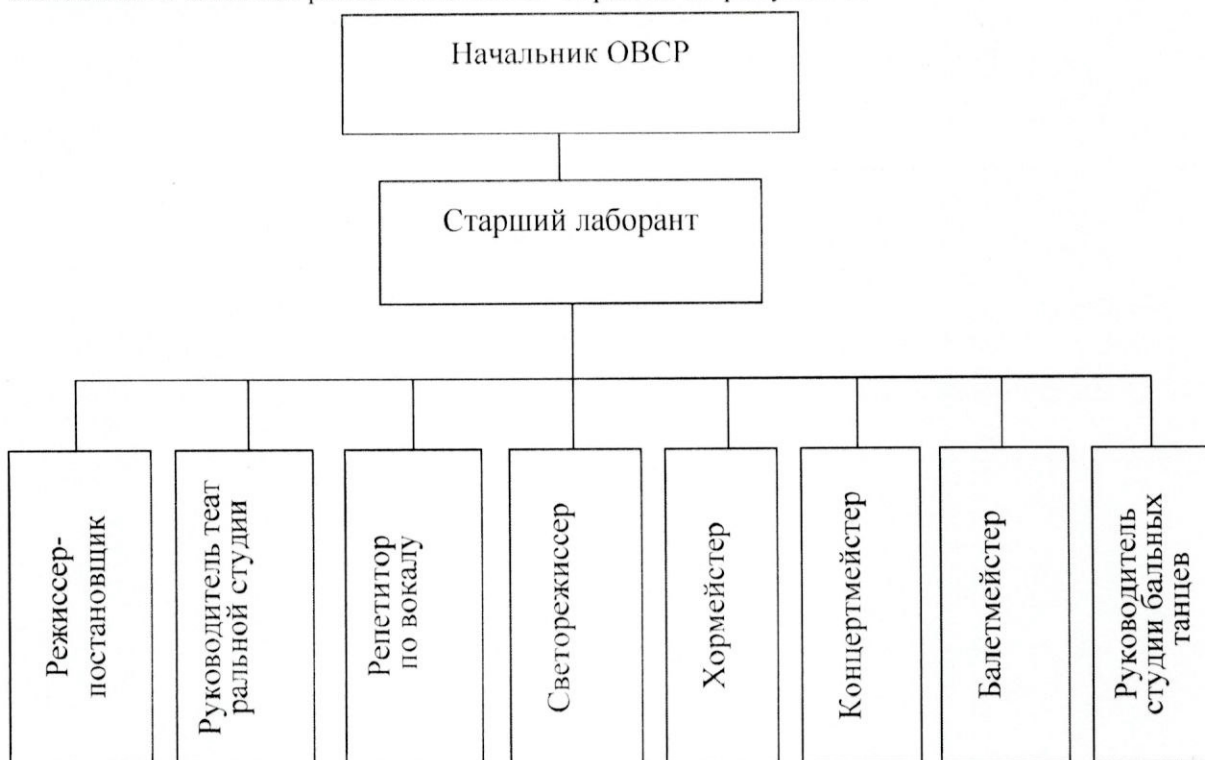 Начальник ОВСР
Старший лаборант
Режиссер-
постановщик
Руководитель теат
ральной студии
Репетитор
по вокалу
Светорежиссер
Хормейстер
Концертмейстер
Балетмейстер
Руководитель
студии бальных
танцев